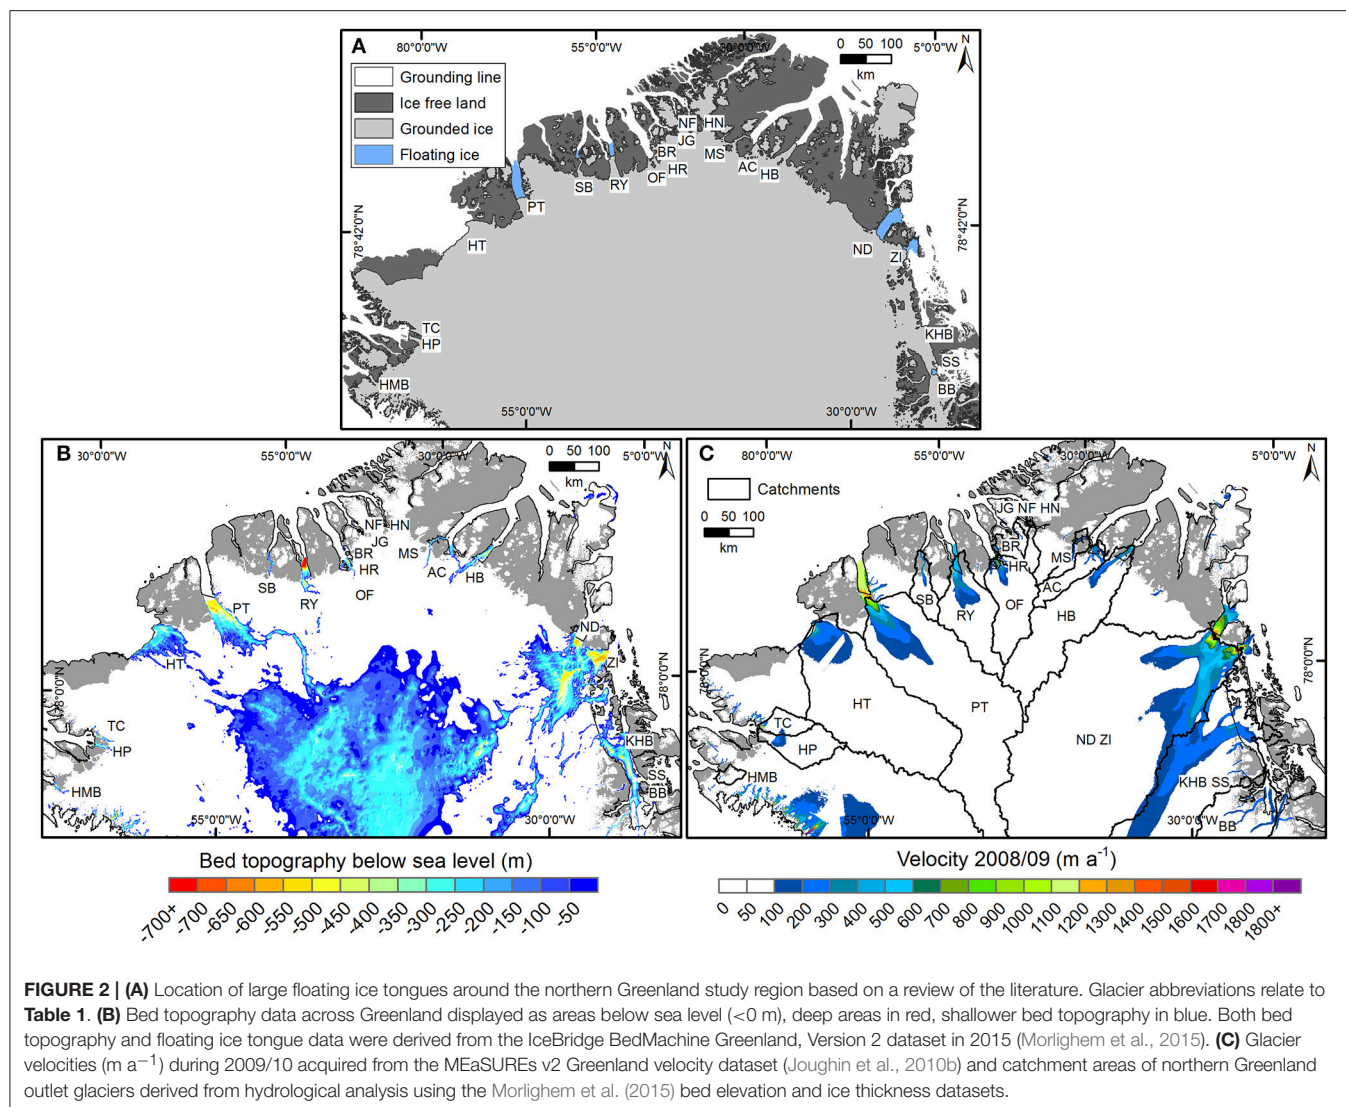 A
80°0'0"W
55°0'0"W
30°0'0"W
5°0'0"W
N
0 50 100
km
Grounding line
Ice free land
Grounded ice
Floating ice
78°42'0"N
78°42'0"N
NF HN
JG
BR
MS
HR
OF
AC
HB
SB
RY
PT
HT
ND
ZI
TC
HP
HMB
KHB
SS
BB
55°0'0"W
30°0'0"W
B
30°0'0"W
55°0'0"W
30°0'0"W
5°0'0"W
N
0 50 100
km
NF HN
JG
BR
MS
HR
AC
HB
SB
RY
OF
PT
HT
ND
ZI
78°0'0"N
78°0'0"N
TC
HP
HMB
KHB
SS
BB
55°0'0"W
30°0'0"W
Bed topography below sea level (m)
-700+ -700 -650 -600 -550 -500 -450 -400 -350 -300 -250 -200 -150 -100 -50
C
80°0'0"W
55°0'0"W
30°0'0"W
5°0'0"W
N
Catchments
0 50 100
km
JG NF HN
BR
HR
MS
SB
RY
OF
AC
HB
HT
PT
ND ZI
78°0'0"N
78°0'0"N
TC
HP
HMB
KHB SS
BB
55°0'0"W
30°0'0"W
Velocity 2008/09 (m a-1)
0 50 100 200 300 400 500 600 700 800 900 1000 1100 1200 1300 1400 1500 1600 1700 1800 1800+
FIGURE 2 | (A) Location of large floating ice tongues around the northern Greenland study region based on a review of the literature. Glacier abbreviations relate to
Table 1. (B) Bed topography data across Greenland displayed as areas below sea level (<0 m), deep areas in red, shallower bed topography in blue. Both bed
topography and floating ice tongue data were derived from the IceBridge BedMachine Greenland, Version 2 dataset in 2015 (Morlighem et al., 2015). (C) Glacier
velocities (m a−1) during 2009/10 acquired from the MEaSUREs v2 Greenland velocity dataset (Joughin et al., 2010b) and catchment areas of northern Greenland
outlet glaciers derived from hydrological analysis using the Morlighem et al. (2015) bed elevation and ice thickness datasets.